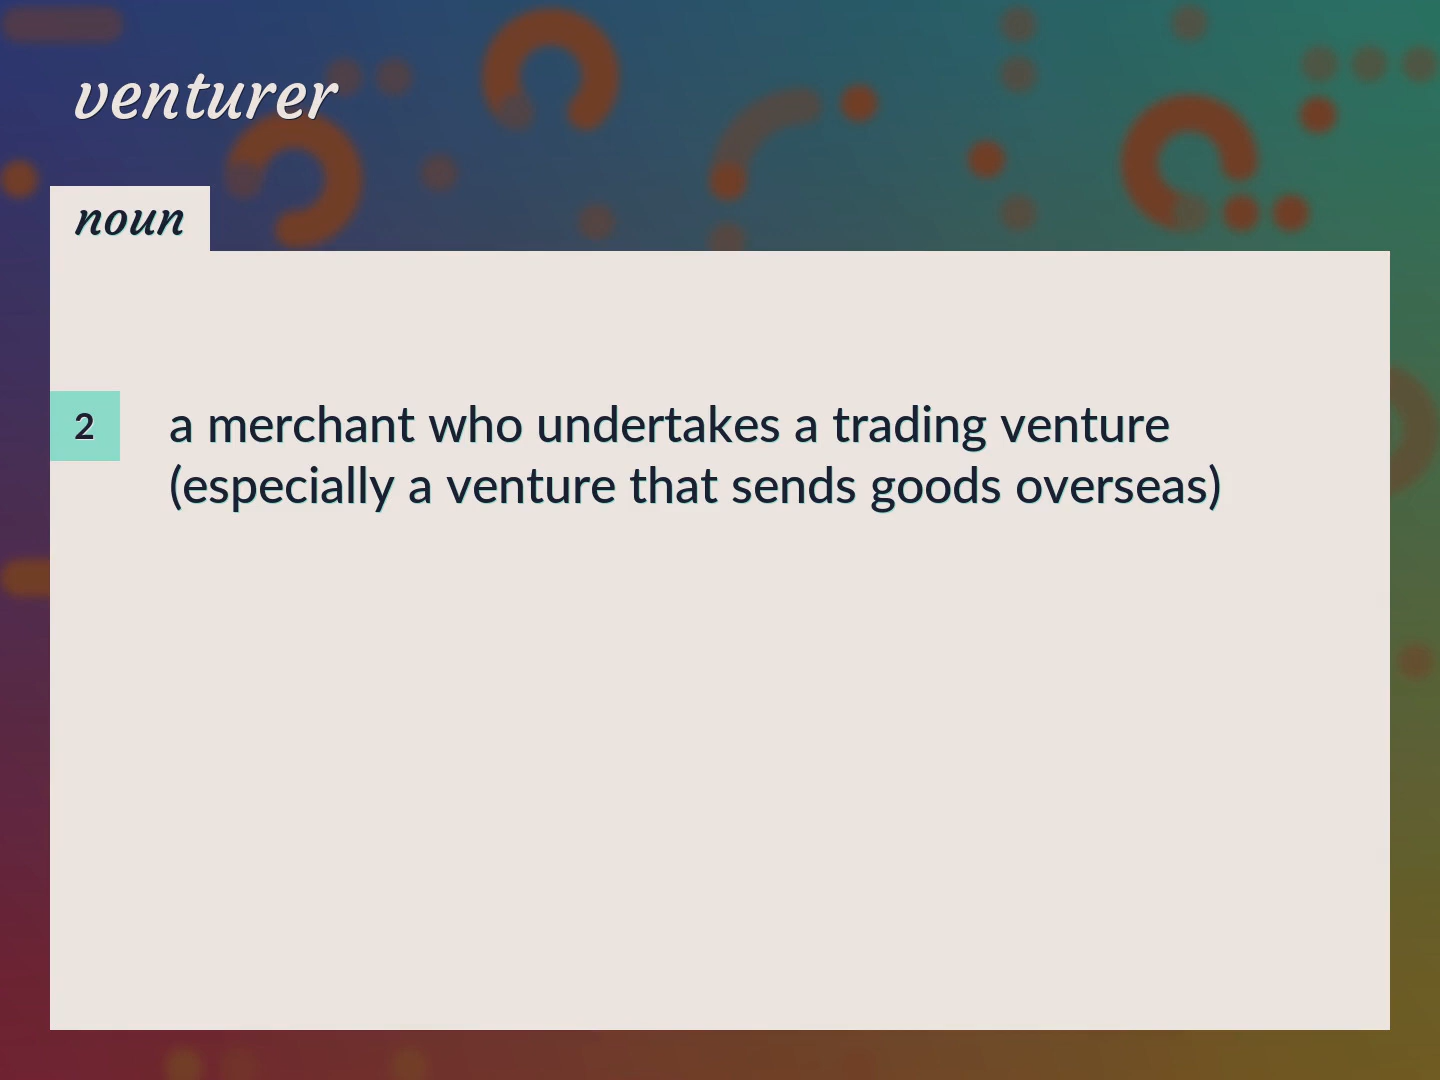 venturer
noun
2
a merchant who undertakes a trading venture
(especially a venture that sends goods overseas)